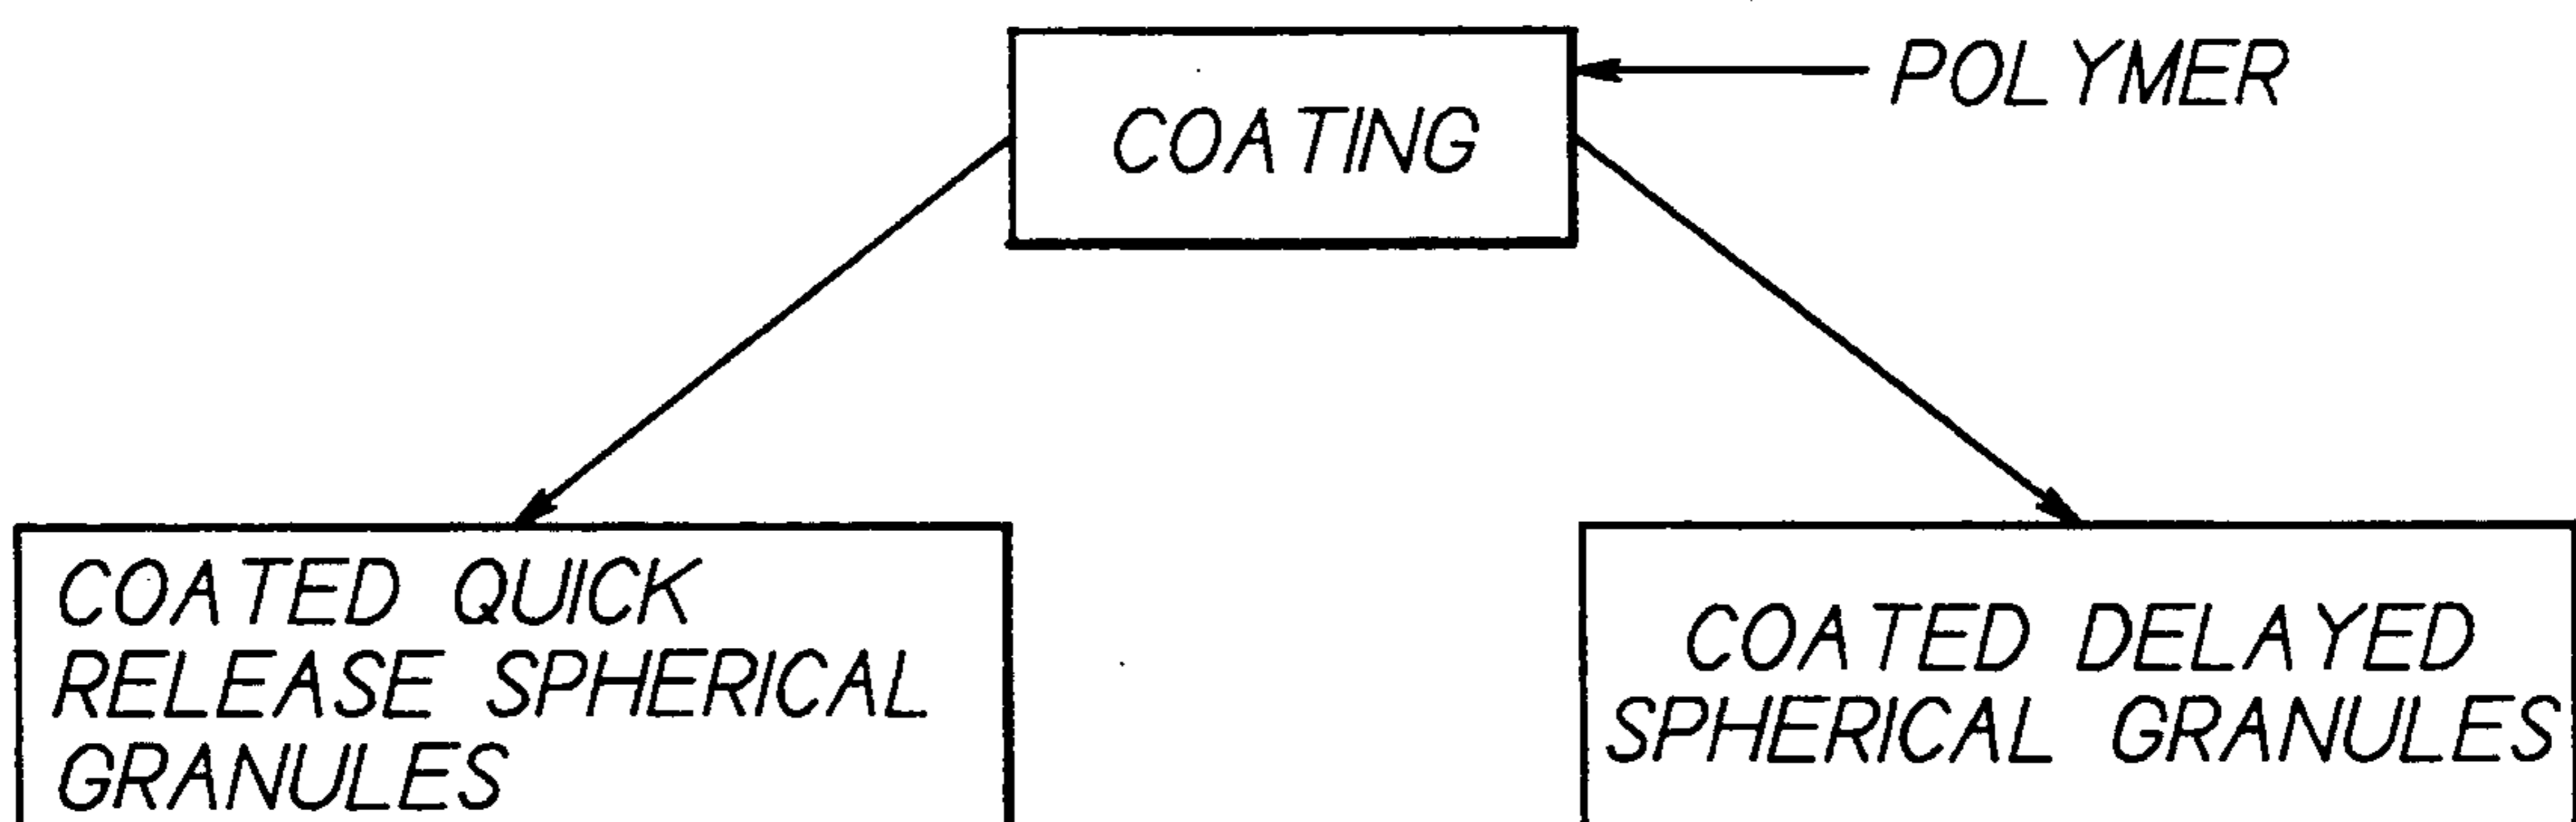 POLYMER
COATING
COATED QUICK
RELEASE SPHERICAL
GRANULES
COATED DELAYED
SPHERICAL GRANULES